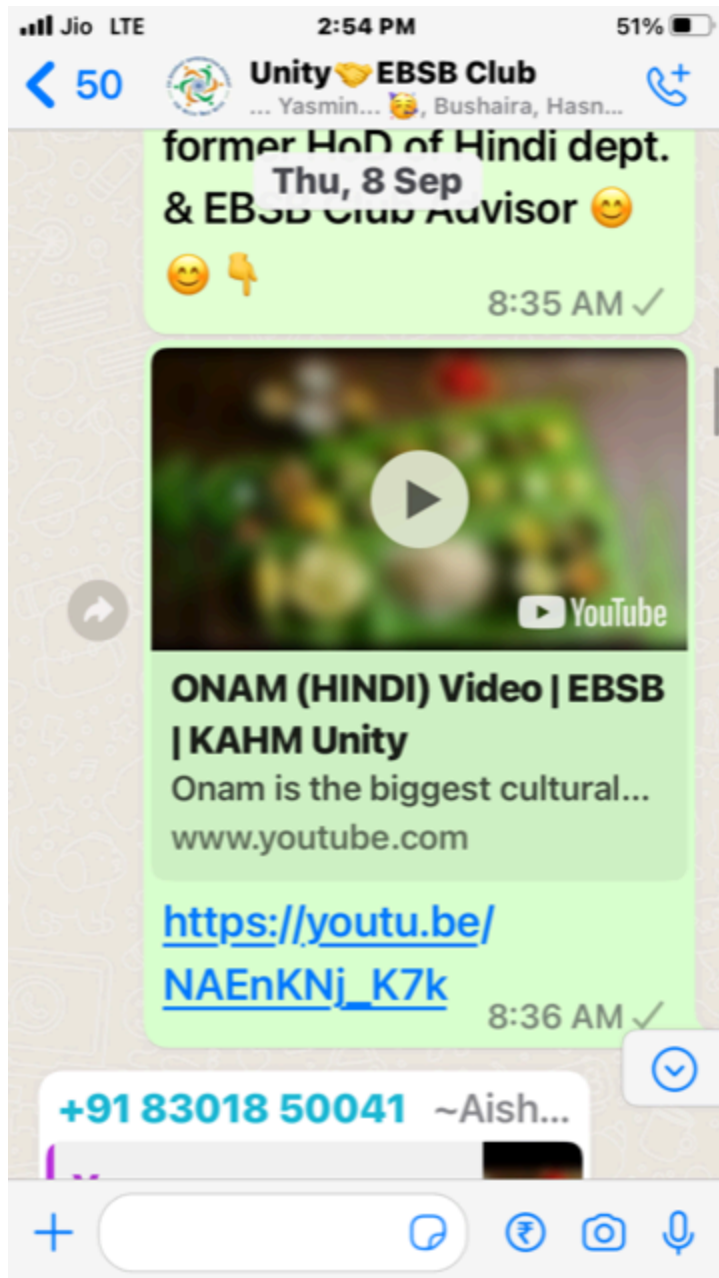 Jio LTE 2:54 PM 51%
50 Unity🤝EBSB Club
... Yasmin... 🥳, Bushaira, Hasn...
former HoD of Hindi dept.
Thu, 8 Sep
& EBSB Club Advisor 😊
😊 👇
8:35 AM
YouTube
ONAM (HINDI) Video | EBSB
| KAHM Unity
Onam is the biggest cultural...
www.youtube.com
https://youtu.be/
NAEnKNj_K7k
8:36 AM
+91 83018 50041 ~Aish...